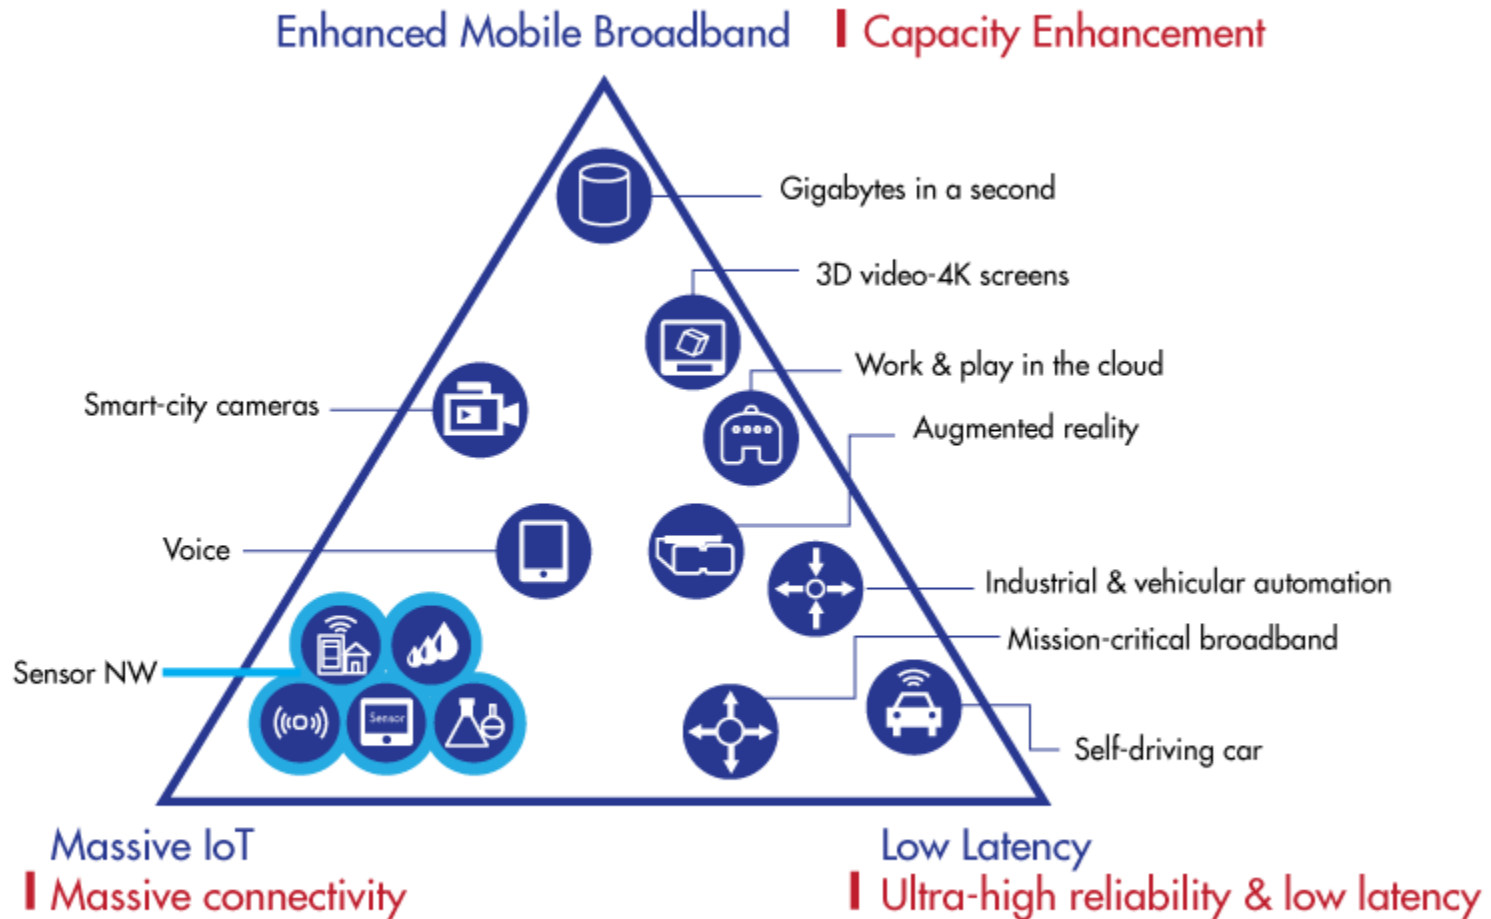 Enhanced Mobile Broadband
Capacity Enhancement
Gigabytes in a second
3D video-4K screens
Work & play in the cloud
Smart-city cameras
Augmented reality
Voice
Industrial & vehicular automation
Mission-critical broadband
Sensor NW
Sensor
Self-driving car
Massive IoT
Massive connectivity
Low Latency
Ultra-high reliability & low latency